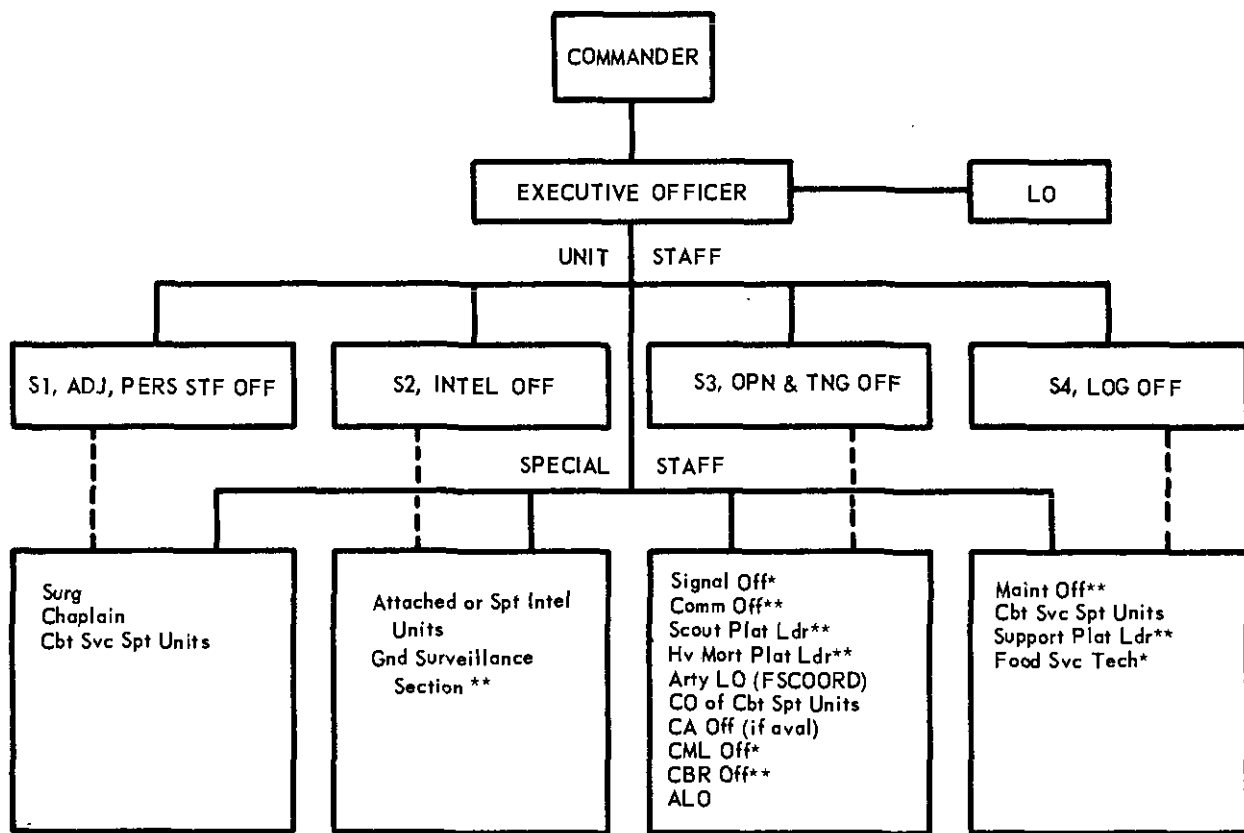 COMMANDER
EXECUTIVE OFFICER
LO
UNIT STAFF
S1, ADJ, PERS STF OFF
S2, INTEL OFF
S3, OPN & TNG OFF
S4, LOG OFF
SPECIAL STAFF
Surg
Chaplain
Cbt Svc Spt Units
Attached or Spt Intel
Units
Gnd Surveillance
Section **
Signal Off*
Comm Off**
Scout Plat Ldr**
Hv Mort Plat Ldr**
Arty LO (FSCOORD)
CO of Cbt Spt Units
CA Off (if aval)
CML Off*
CBR Off**
ALO
Maint Off**
Cbt Svc Spt Units
Support Plat Ldr**
Food Svc Tech*